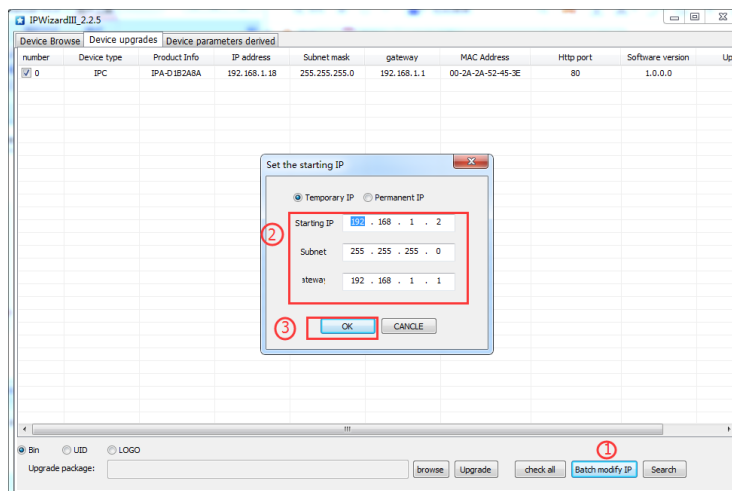 IPWizardIII_2.2.5
Device Browse Device upgrades Device parameters derived
number Device type Product Info IP address Subnet mask gateway MAC Address Http port Software version Up
0 IPC IPA-D1B2A8A 192.168.1.18 255.255.255.0 192.168.1.1 00-2A-2A-52-45-3E 80 1.0.0.0
Set the starting IP
Temporary IP Permanent IP
② Starting IP 192 . 168 . 1 . 2
Subnet 255 . 255 . 255 . 0
ateway 192 . 168 . 1 . 1
③ OK CANCLE
①
Bin UID LOGO
Upgrade package: browse Upgrade check all Batch modify IP Search